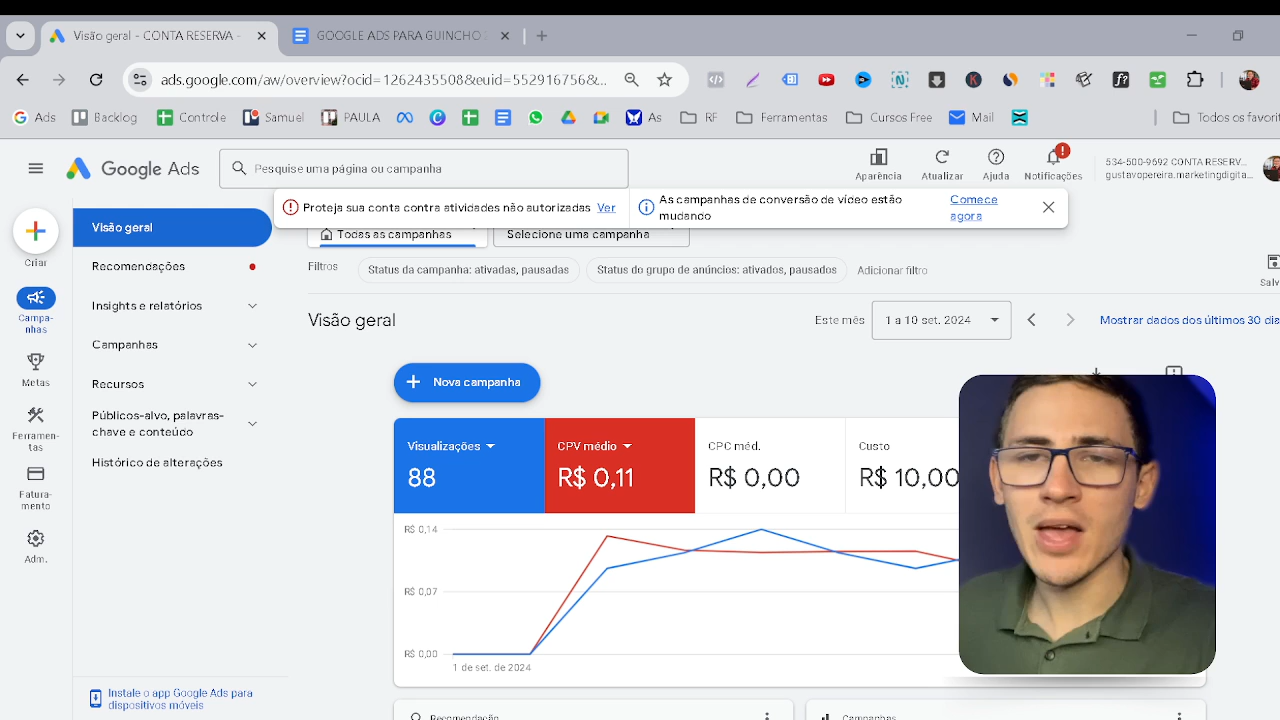 Visão geral - CONTA RESERVA -
GOOGLE ADS PARA GUINCHO
ads.google.com/aw/overview?ocid=1262435508&euid=552916756&...
Ads
Backlog
Controle
Samuel
PAULA
As
RF
Ferramentas
Cursos Free
Mail
Todos os favorit
Google Ads
Pesquise uma página ou campanha
Aparência
Atualizar
Ajuda
Notificações
534-500-9692 CONTA RESERV...
gustavopereira.marketingdigita...
Proteja sua conta contra atividades não autorizadas Ver
As campanhas de conversão de vídeo estão
mudando
Comece
agora
Todas as campanhas
Selecione uma campanha
Criar
Campa-
nhas
Metas
Ferramen-
tas
Fatura-
mento
Adm.
Visão geral
Recomendações
Insights e relatórios
Campanhas
Recursos
Públicos-alvo, palavras-
chave e conteúdo
Histórico de alterações
Instale o app Google Ads para
dispositivos móveis
Filtros
Status da campanha: ativadas, pausadas
Status do grupo de anúncios: ativados, pausados
Adicionar filtro
Salv
Visão geral
Este mês
1 a 10 set. 2024
Mostrar dados dos últimos 30 dia
Nova campanha
Visualizações
88
CPV médio
R$ 0,11
CPC méd.
R$ 0,00
Custo
R$ 10,00
R$ 0,14
R$ 0,07
R$ 0,00
1 de set. de 2024
Recomendação
Campanhas